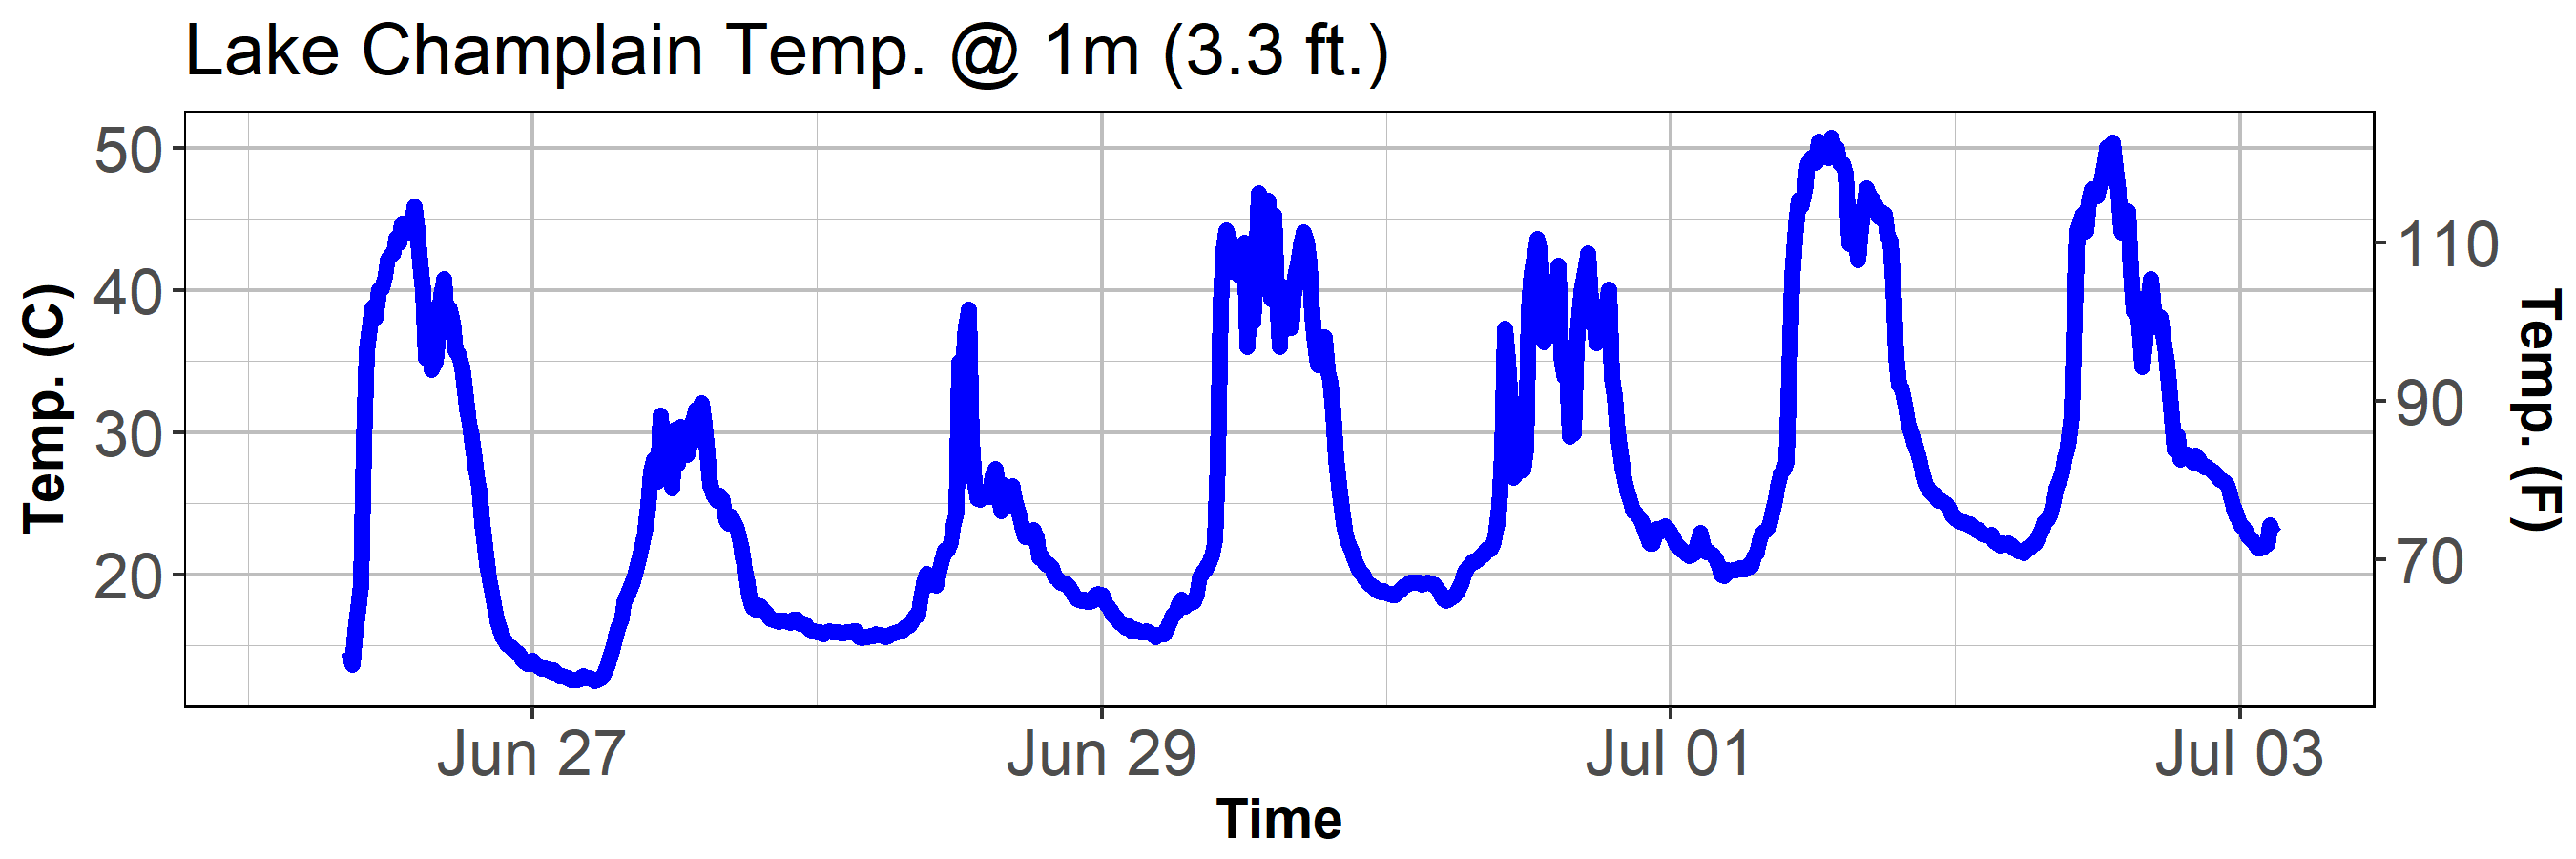 Lake Champlain Temp. @ 1m (3.3 ft.)
Temp. (C)
50
40
30
20
110
90
70
Temp. (F)
Jun 27
Jun 29
Jul 01
Jul 03
Time